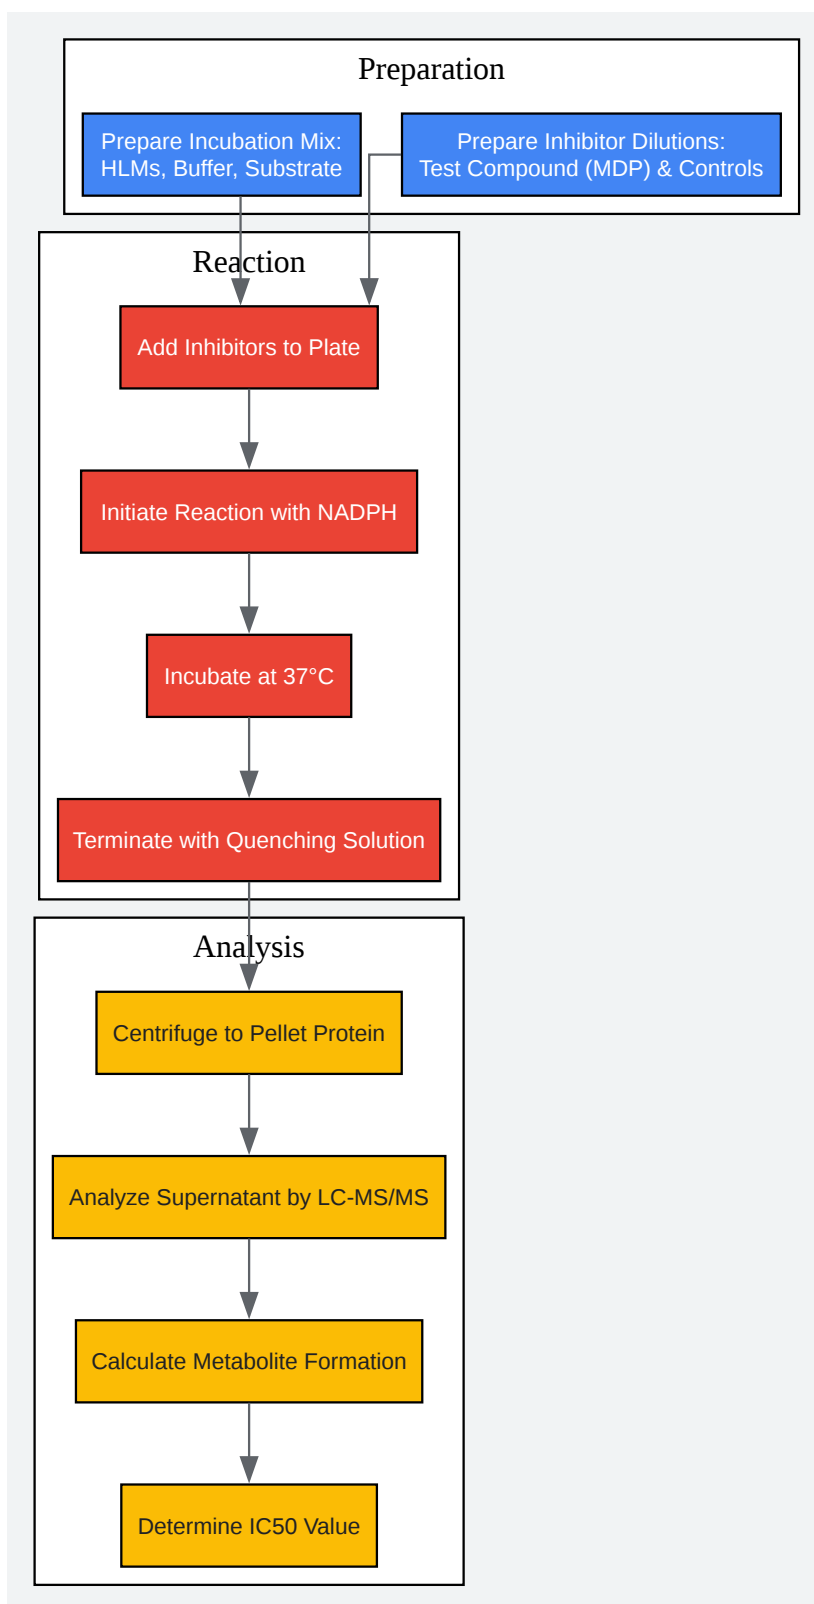 Preparation
Prepare Incubation Mix:
HLMs, Buffer, Substrate
Prepare Inhibitor Dilutions:
Test Compound (MDP) & Controls
Reaction
Add Inhibitors to Plate
Initiate Reaction with NADPH
Incubate at 37°C
Terminate with Quenching Solution
Analysis
Centrifuge to Pellet Protein
Analyze Supernatant by LC-MS/MS
Calculate Metabolite Formation
Determine IC50 Value